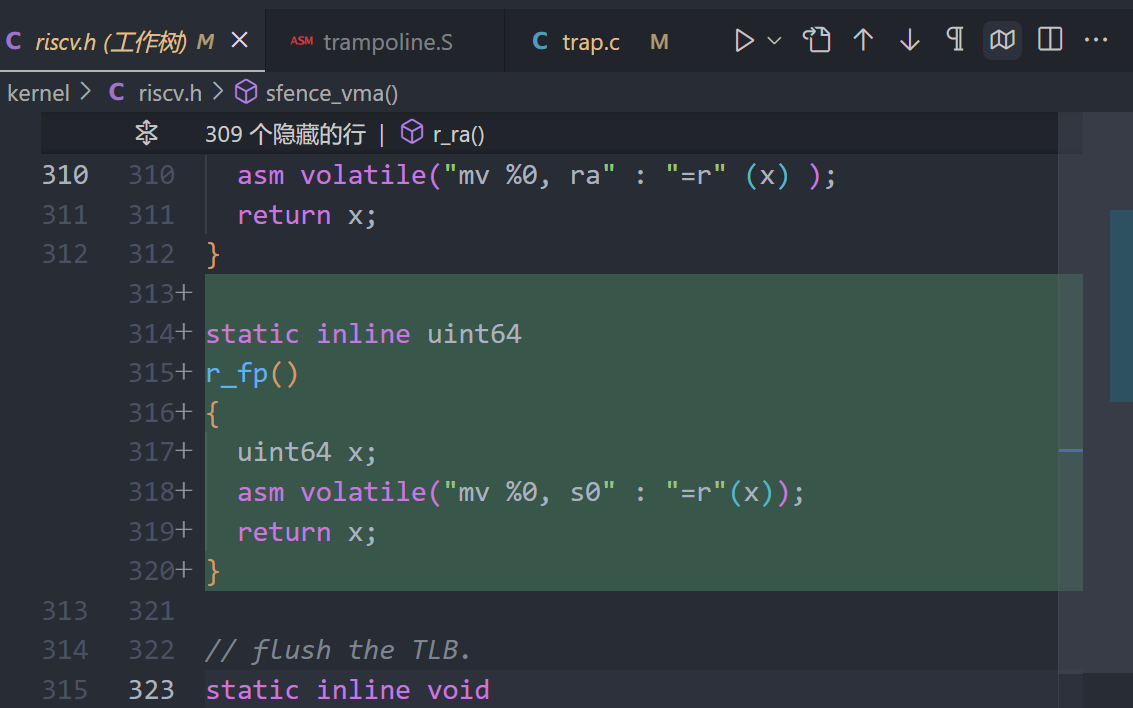 C riscv.h (工作树) M × ASM trampoline.S C trap.c M
kernel > C riscv.h > sfence_vma()
309 个隐藏的行 | r_ra()
310 310 asm volatile("mv %0, ra" : "=r" (x) );
311 311 return x;
312 312 }
313+
314+ static inline uint64
315+ r_fp()
316+ {
317+ uint64 x;
318+ asm volatile("mv %0, s0" : "=r"(x));
319+ return x;
320+ }
313 321
314 322 // flush the TLB.
315 323 static inline void